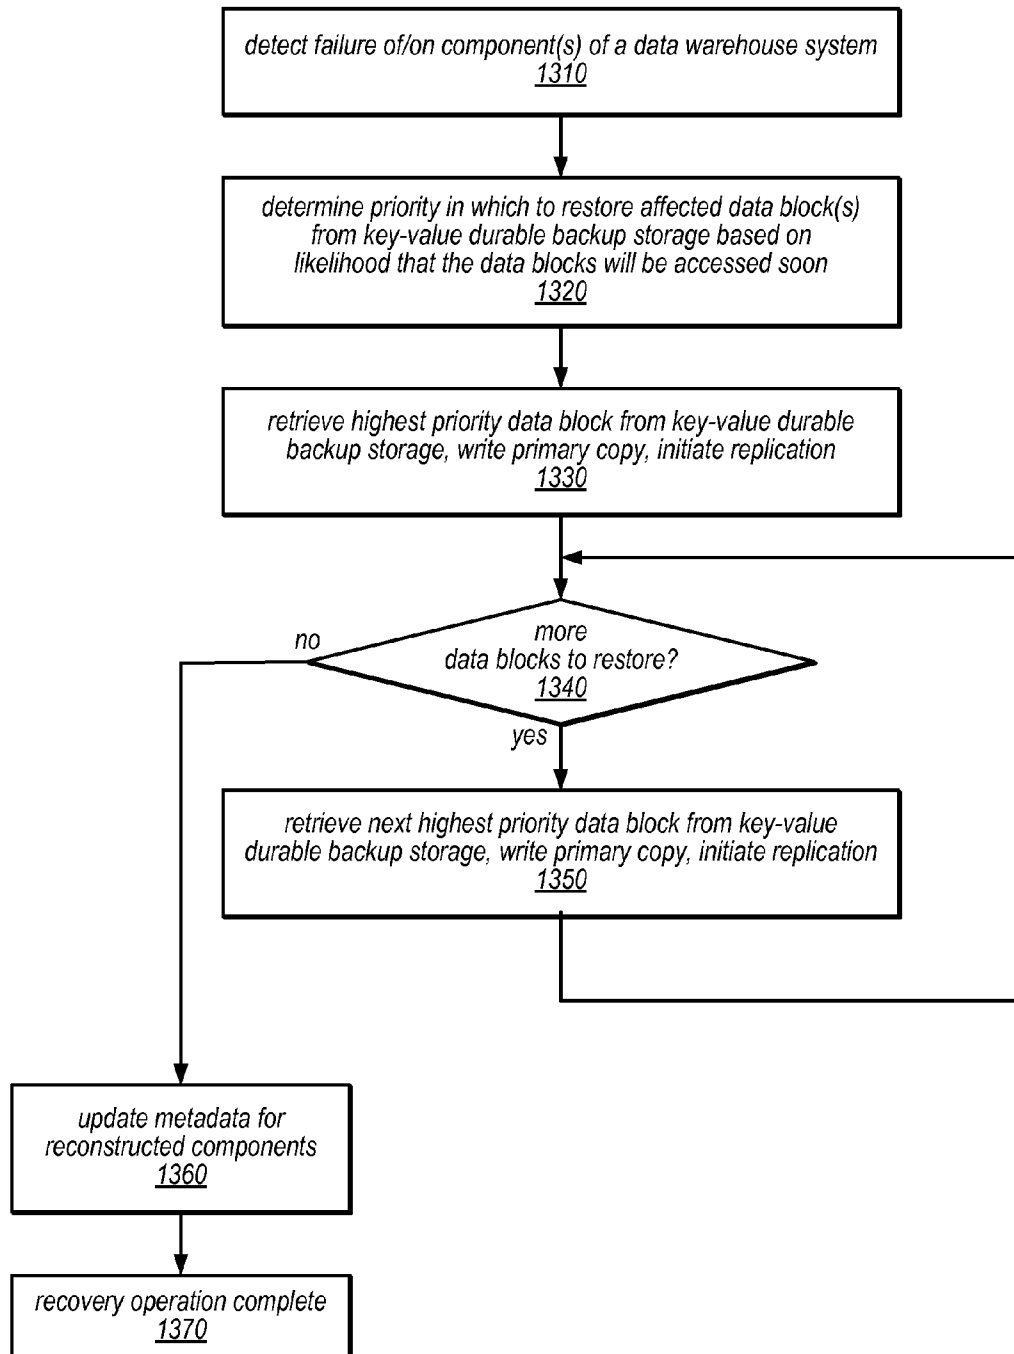 detect failure of/on component(s) of a data warehouse system
1310
determine priority in which to restore affected data block(s)
from key-value durable backup storage based on
likelihood that the data blocks will be accessed soon
1320
retrieve highest priority data block from key-value durable
backup storage, write primary copy, initiate replication
1330
no
more
data blocks to restore?
1340
yes
retrieve next highest priority data block from key-value
durable backup storage, write primary copy, initiate replication
1350
update metadata for
reconstructed components
1360
recovery operation complete
1370